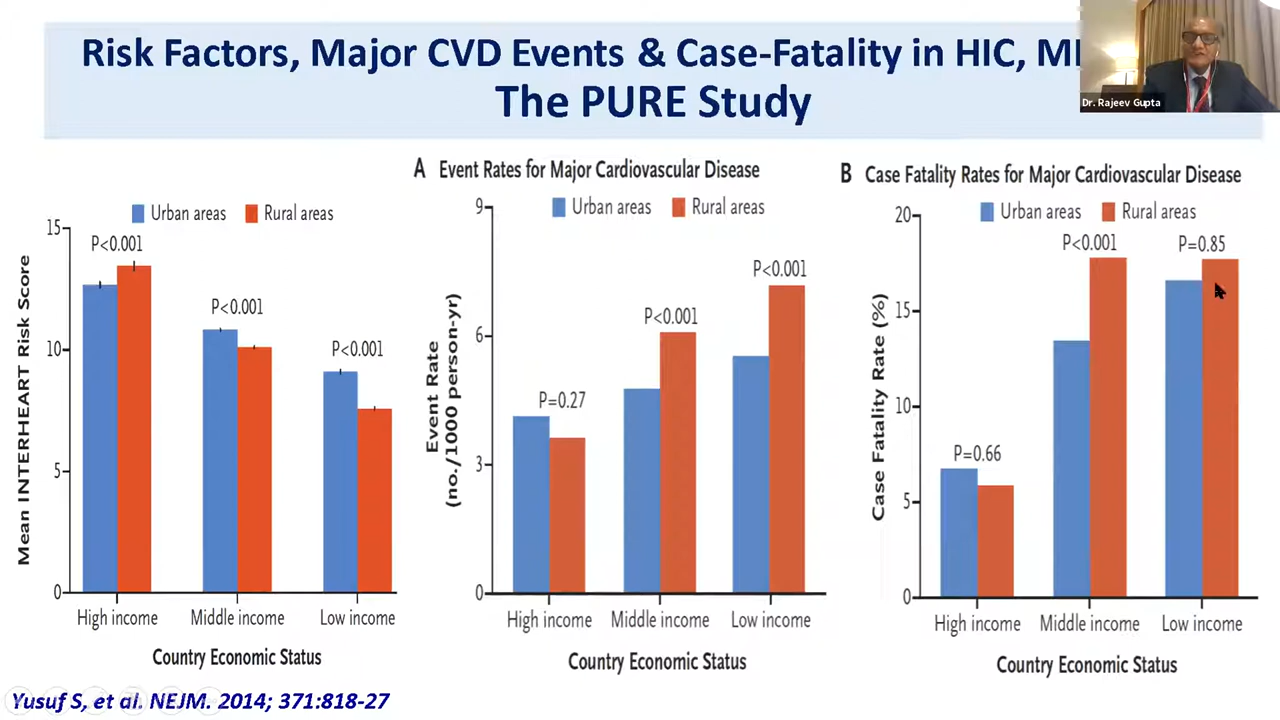 Risk Factors, Major CVD Events & Case-Fatality in HIC,
The PURE Study
Dr. Rajeev Gupta
Mean INTERHEART Risk Score
15
10
5
0
Urban areas Rural areas
P<0.001
P<0.001
P<0.001
High income Middle income Low income
Country Economic Status
A Event Rates for Major Cardiovascular Disease
Urban areas Rural areas
Event Rate
(no./1000 person-yr)
9
6
3
0
P=0.27
P<0.001
P<0.001
High income Middle income Low income
Country Economic Status
B Case Fatality Rates for Major Cardiovascular Disease
Urban areas Rural areas
Case Fatality Rate (%)
20
15
10
5
0
P=0.66
P<0.001
P=0.85
High income Middle income Low income
Country Economic Status
Yusuf S, et al. NEJM. 2014; 371:818-27